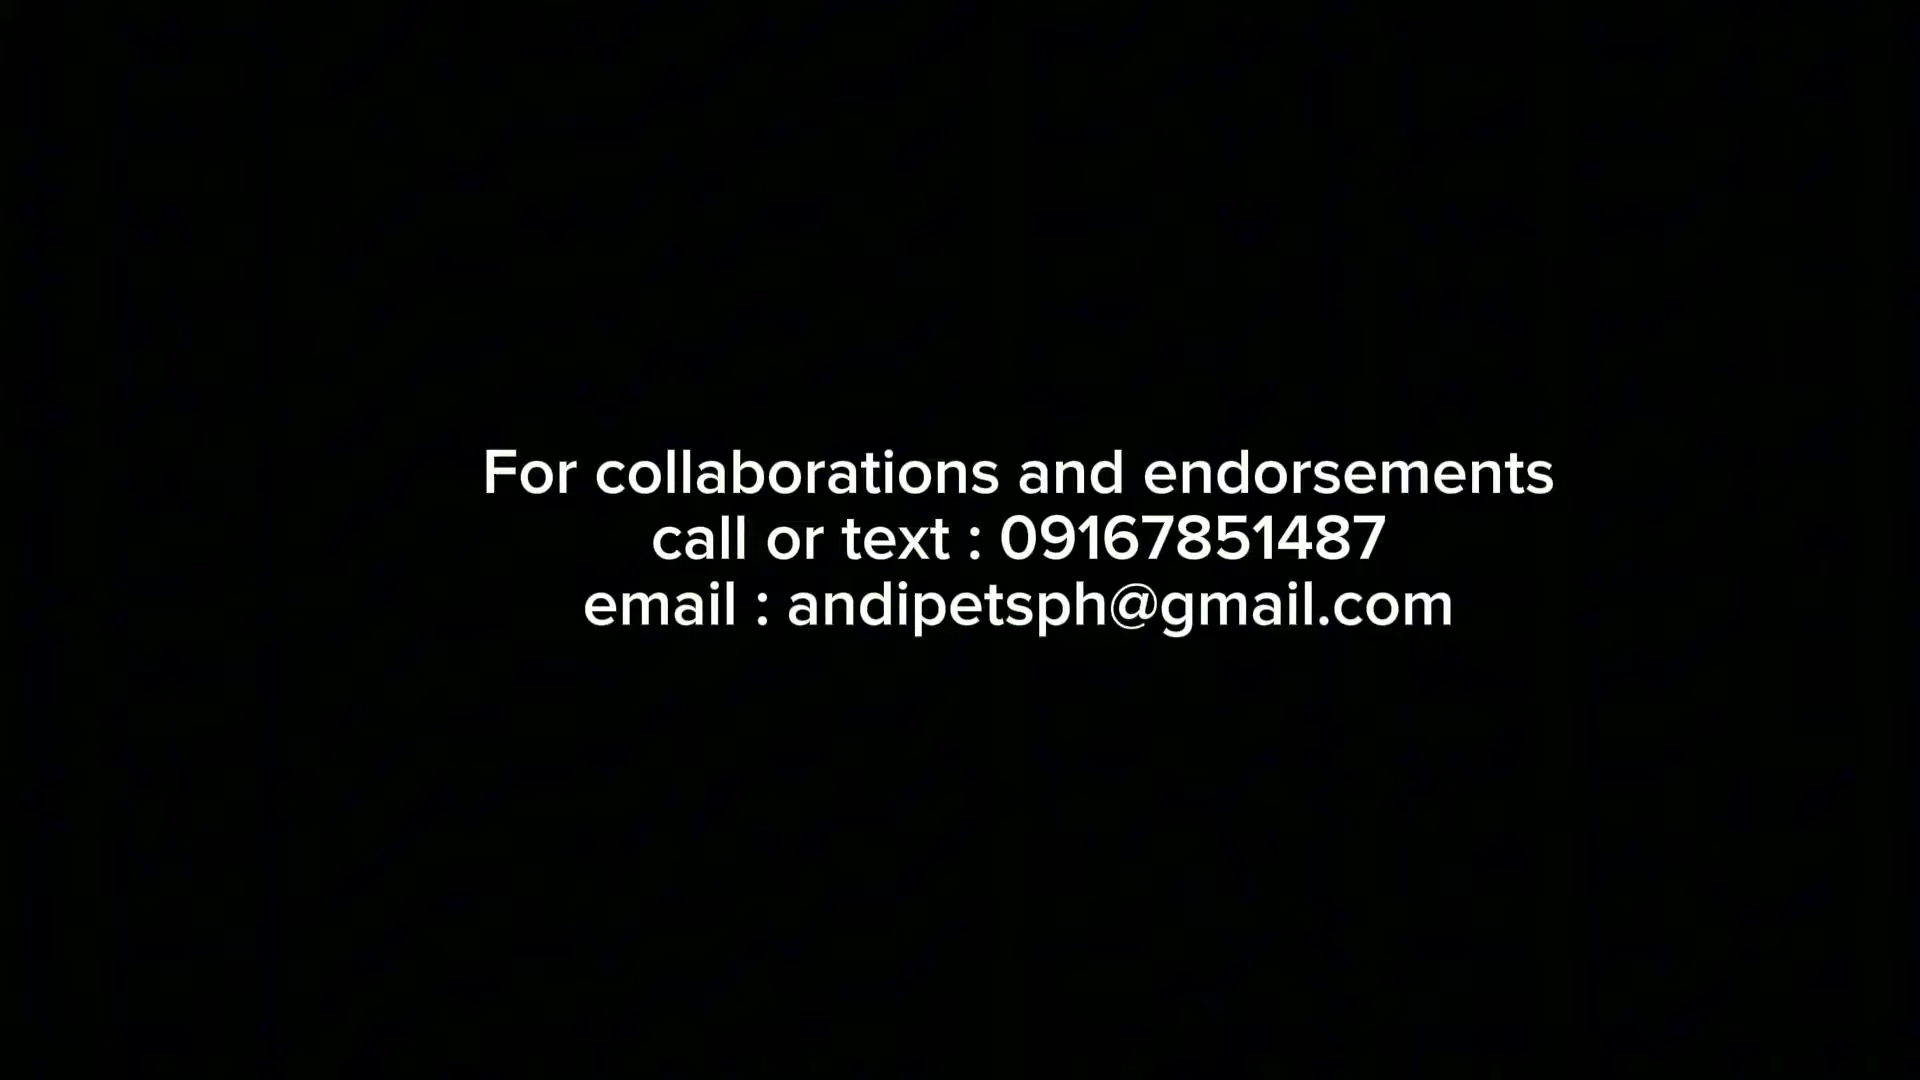 For collaborations and endorsements
call or text : 09167851487
email : andipetsph@gmail.com